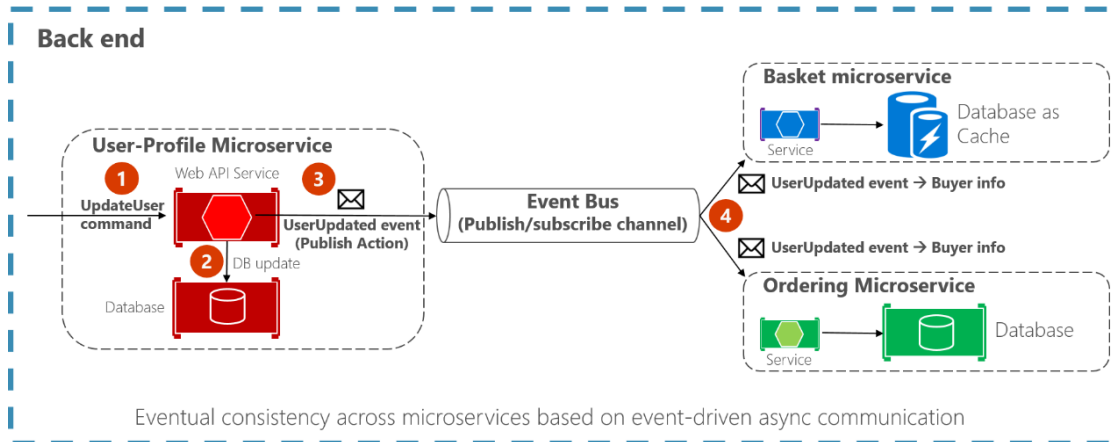 Back end
User-Profile Microservice
Web API Service
1
UpdateUser
command
2
DB update
Database
3
UserUpdated event
(Publish Action)
Event Bus
(Publish/subscribe channel)
4
Basket microservice
Service
Database as
Cache
UserUpdated event → Buyer info
UserUpdated event → Buyer info
Ordering Microservice
Service
Database
Eventual consistency across microservices based on event-driven async communication